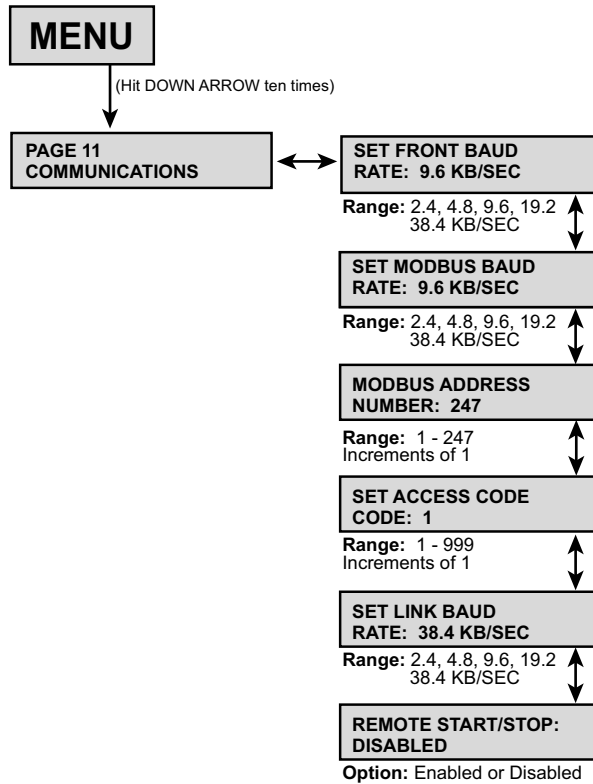 MENU
(Hit DOWN ARROW ten times)
PAGE 11
COMMUNICATIONS
SET FRONT BAUD
RATE: 9.6 KB/SEC
Range: 2.4, 4.8, 9.6, 19.2
38.4 KB/SEC
SET MODBUS BAUD
RATE: 9.6 KB/SEC
Range: 2.4, 4.8, 9.6, 19.2
38.4 KB/SEC
MODBUS ADDRESS
NUMBER: 247
Range: 1 - 247
Increments of 1
SET ACCESS CODE
CODE: 1
Range: 1 - 999
Increments of 1
SET LINK BAUD
RATE: 38.4 KB/SEC
Range: 2.4, 4.8, 9.6, 19.2
38.4 KB/SEC
REMOTE START/STOP:
DISABLED
Option: Enabled or Disabled